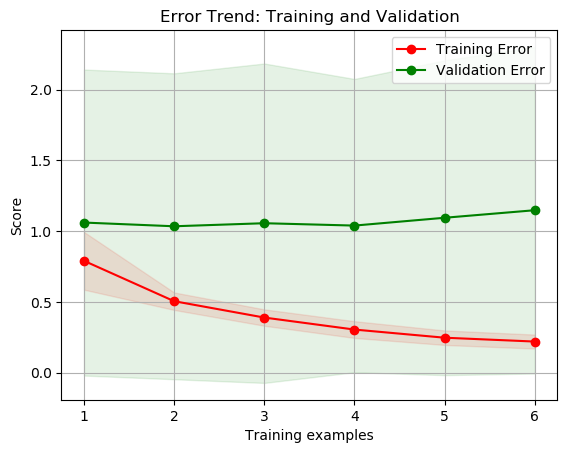 Error Trend: Training and Validation
Training Error
Validation Error
Score
2.0
1.5
1.0
0.5
0.0
1 2 3 4 5 6
Training examples